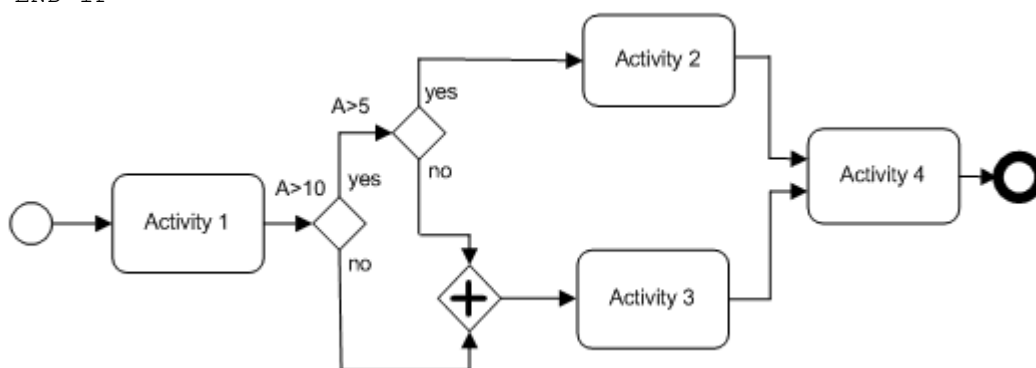 END IF
Activity 2
yes
A>5
no
Activity 4
yes
A>10
Activity 1
no
Activity 3